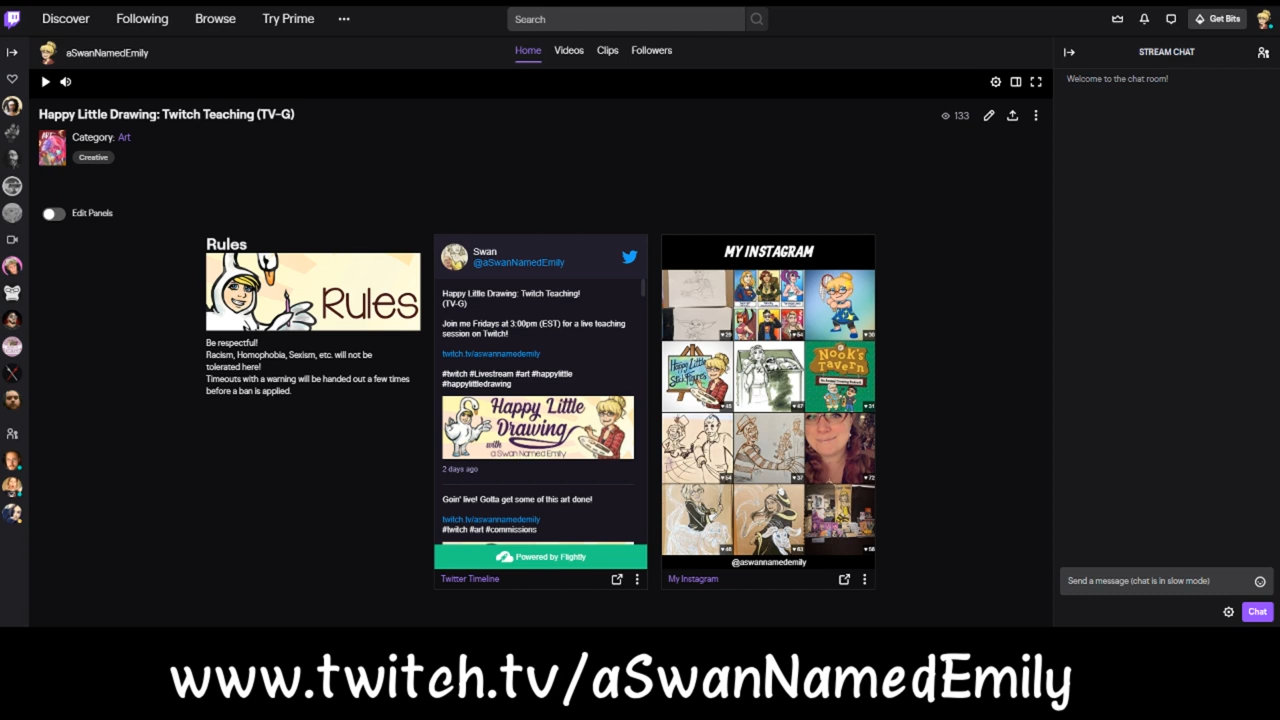 Discover Following Browse Try Prime
Search
Get Bits
aSwanNamedEmily
Home Videos Clips Followers
STREAM CHAT
Welcome to the chat room!
Happy Little Drawing: Twitch Teaching (TV-G)
133
Category: Art
Creative
Edit Panels
Rules
Rules
Be respectful!
Racism, Homophobia, Sexism, etc. will not be
tolerated here!
Timeouts with a warning will be handed out a few times
before a ban is applied.
Swan
@aSwanNamedEmily
Happy Little Drawing: Twitch Teaching!
(TV-G)
Join me Fridays at 3:00pm (EST) for a live teaching
session on Twitch!
twitch.tv/aswannamedemily
#twitch #Livestream #art #happylittle
#happylittledrawing
Happy Little
Drawing
with
a Swan Named Emily
2 days ago
Goin' live! Gotta get some of this art done!
twitch.tv/aswannamedemily
#twitch #art #commissions
Powered by Flightly
Twitter Timeline
MY INSTAGRAM
Happy Little
Stick Figures
Nook's
Tavern
@aswannamedemily
My Instagram
Send a message (chat is in slow mode)
Chat
www.twitch.tv/aSwanNamedEmily